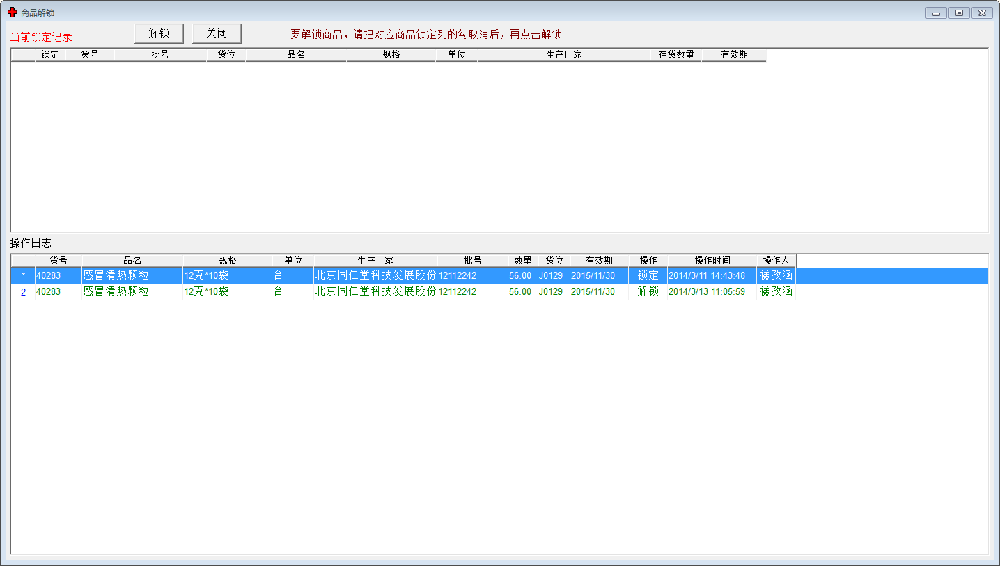 商品解锁
当前锁定记录 解锁 关闭 要解锁商品，请把对应商品锁定列的勾取消后，再点击解锁
锁定 货号 批号 货位 品名 规格 单位 生产厂家 存货数量 有效期
操作日志
货号 品名 规格 单位 生产厂家 批号 数量 货位 有效期 操作 操作时间 操作人
* 40283 感冒清热颗粒 12克*10袋 合 北京同仁堂科技发展股份 12112242 56.00 J0129 2015/11/30 锁定 2014/3/11 14:43:48 禚孜涵
2 40283 感冒清热颗粒 12克*10袋 合 北京同仁堂科技发展股份 12112242 56.00 J0129 2015/11/30 解锁 2014/3/13 11:05:59 禚孜涵